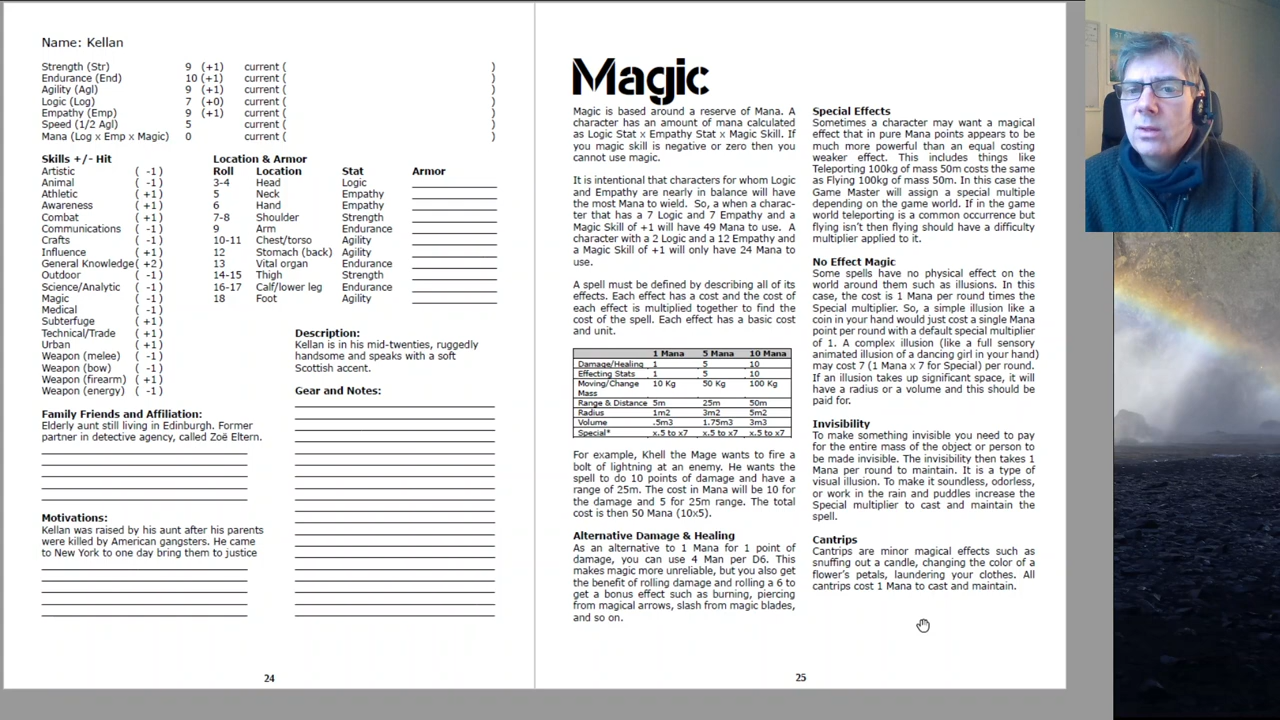 Name: Kellan
Strength (Str) 9 (+1) current ( )
Endurance (End) 10 (+1) current ( )
Agility (Agl) 9 (+1) current ( )
Logic (Log) 7 (+0) current ( )
Empathy (Emp) 9 (+1) current ( )
Speed (1/2 Agl) 5 current ( )
Mana (Log x Emp x Magic) 0 current ( )
Skills +/- Hit
Artistic ( -1)
Animal ( -1)
Athletic ( +1)
Awareness ( +1)
Combat ( +1)
Communications ( -1)
Crafts ( -1)
Influence ( +1)
General Knowledge( +2)
Outdoor ( -1)
Science/Analytic ( -1)
Magic ( -1)
Medical ( -1)
Subterfuge ( +1)
Technical/Trade ( +1)
Urban ( +1)
Weapon (melee) ( -1)
Weapon (bow) ( -1)
Weapon (firearm) ( +1)
Weapon (energy) ( -1)
Family Friends and Affiliation:
Elderly aunt still living in Edinburgh. Former
partner in detective agency, called Zoë Eltern.
Motivations:
Kellan was raised by his aunt after his parents
were killed by American gangsters. He came
to New York to one day bring them to justice
Location & Armor
Roll Location Stat Armor
3-4 Head Logic
5 Neck Empathy
6 Hand Empathy
7-8 Shoulder Strength
9 Arm Endurance
10-11 Chest/torso Agility
12 Stomach (back) Agility
13 Vital organ Endurance
14-15 Thigh Strength
16-17 Calf/lower leg Endurance
18 Foot Agility
Description:
Kellan is in his mid-twenties, ruggedly
handsome and speaks with a soft
Scottish accent.
Gear and Notes:
24
Magic
Magic is based around a reserve of Mana. A
character has an amount of mana calculated
as Logic Stat x Empathy Stat x Magic Skill. If
you magic skill is negative or zero then you
cannot use magic.
It is intentional that characters for whom Logic
and Empathy are nearly in balance will have
the most Mana to wield. So, a when a charac-
ter that has a 7 Logic and 7 Empathy and a
Magic Skill of +1 will have 49 Mana to use. A
character with a 2 Logic and a 12 Empathy and
a Magic Skill of +1 will only have 24 Mana to
use.
A spell must be defined by describing all of its
effects. Each effect has a cost and the cost of
each effect is multiplied together to find the
cost of the spell. Each effect has a basic cost
and unit.
1 Mana 5 Mana 10 Mana
Damage/Healing 1 5 10
Effecting Stats 1 5 10
Moving/Change 10 Kg 50 Kg 100 Kg
Mass
Range & Distance 5m 25m 50m
Radius 1m2 3m2 5m2
Volume .5m3 1.75m3 3m3
Special* x.5 to x7 x.5 to x7 x.5 to x7
For example, Khell the Mage wants to fire a
bolt of lightning at an enemy. He wants the
spell to do 10 points of damage and have a
range of 25m. The cost in Mana will be 10 for
the damage and 5 for 25m range. The total
cost is then 50 Mana (10x5).
Alternative Damage & Healing
As an alternative to 1 Mana for 1 point of
damage, you can use 4 Man per D6. This
makes magic more unreliable, but you also get
the benefit of rolling damage and rolling a 6 to
get a bonus effect such as burning, piercing
from magical arrows, slash from magic blades,
and so on.
Special Effects
Sometimes a character may want a magical
effect that in pure Mana points appears to be
much more powerful than an equal costing
weaker effect. This includes things like
Teleporting 100kg of mass 50m costs the same
as Flying 100kg of mass 50m. In this case the
Game Master will assign a special multiple
depending on the game world. If in the game
world teleporting is a common occurrence but
flying isn't then flying should have a difficulty
multiplier applied to it.
No Effect Magic
Some spells have no physical effect on the
world around them such as illusions. In this
case, the cost is 1 Mana per round times the
Special multiplier. So, a simple illusion like a
coin in your hand would just cost a single Mana
point per round with a default special multiplier
of 1. A complex illusion (like a full sensory
animated illusion of a dancing girl in your hand)
may cost 7 (1 Mana x 7 for Special) per round.
If an illusion takes up significant space, it will
have a radius or a volume and this should be
paid for.
Invisibility
To make something invisible you need to pay
for the entire mass of the object or person to
be made invisible. The invisibility then takes 1
Mana per round to maintain. It is a type of
visual illusion. To make it soundless, odorless,
or work in the rain and puddles increase the
Special multiplier to cast and maintain the
spell.
Cantrips
Cantrips are minor magical effects such as
snuffing out a candle, changing the color of a
flower's petals, laundering your clothes. All
cantrips cost 1 Mana to cast and maintain.
25